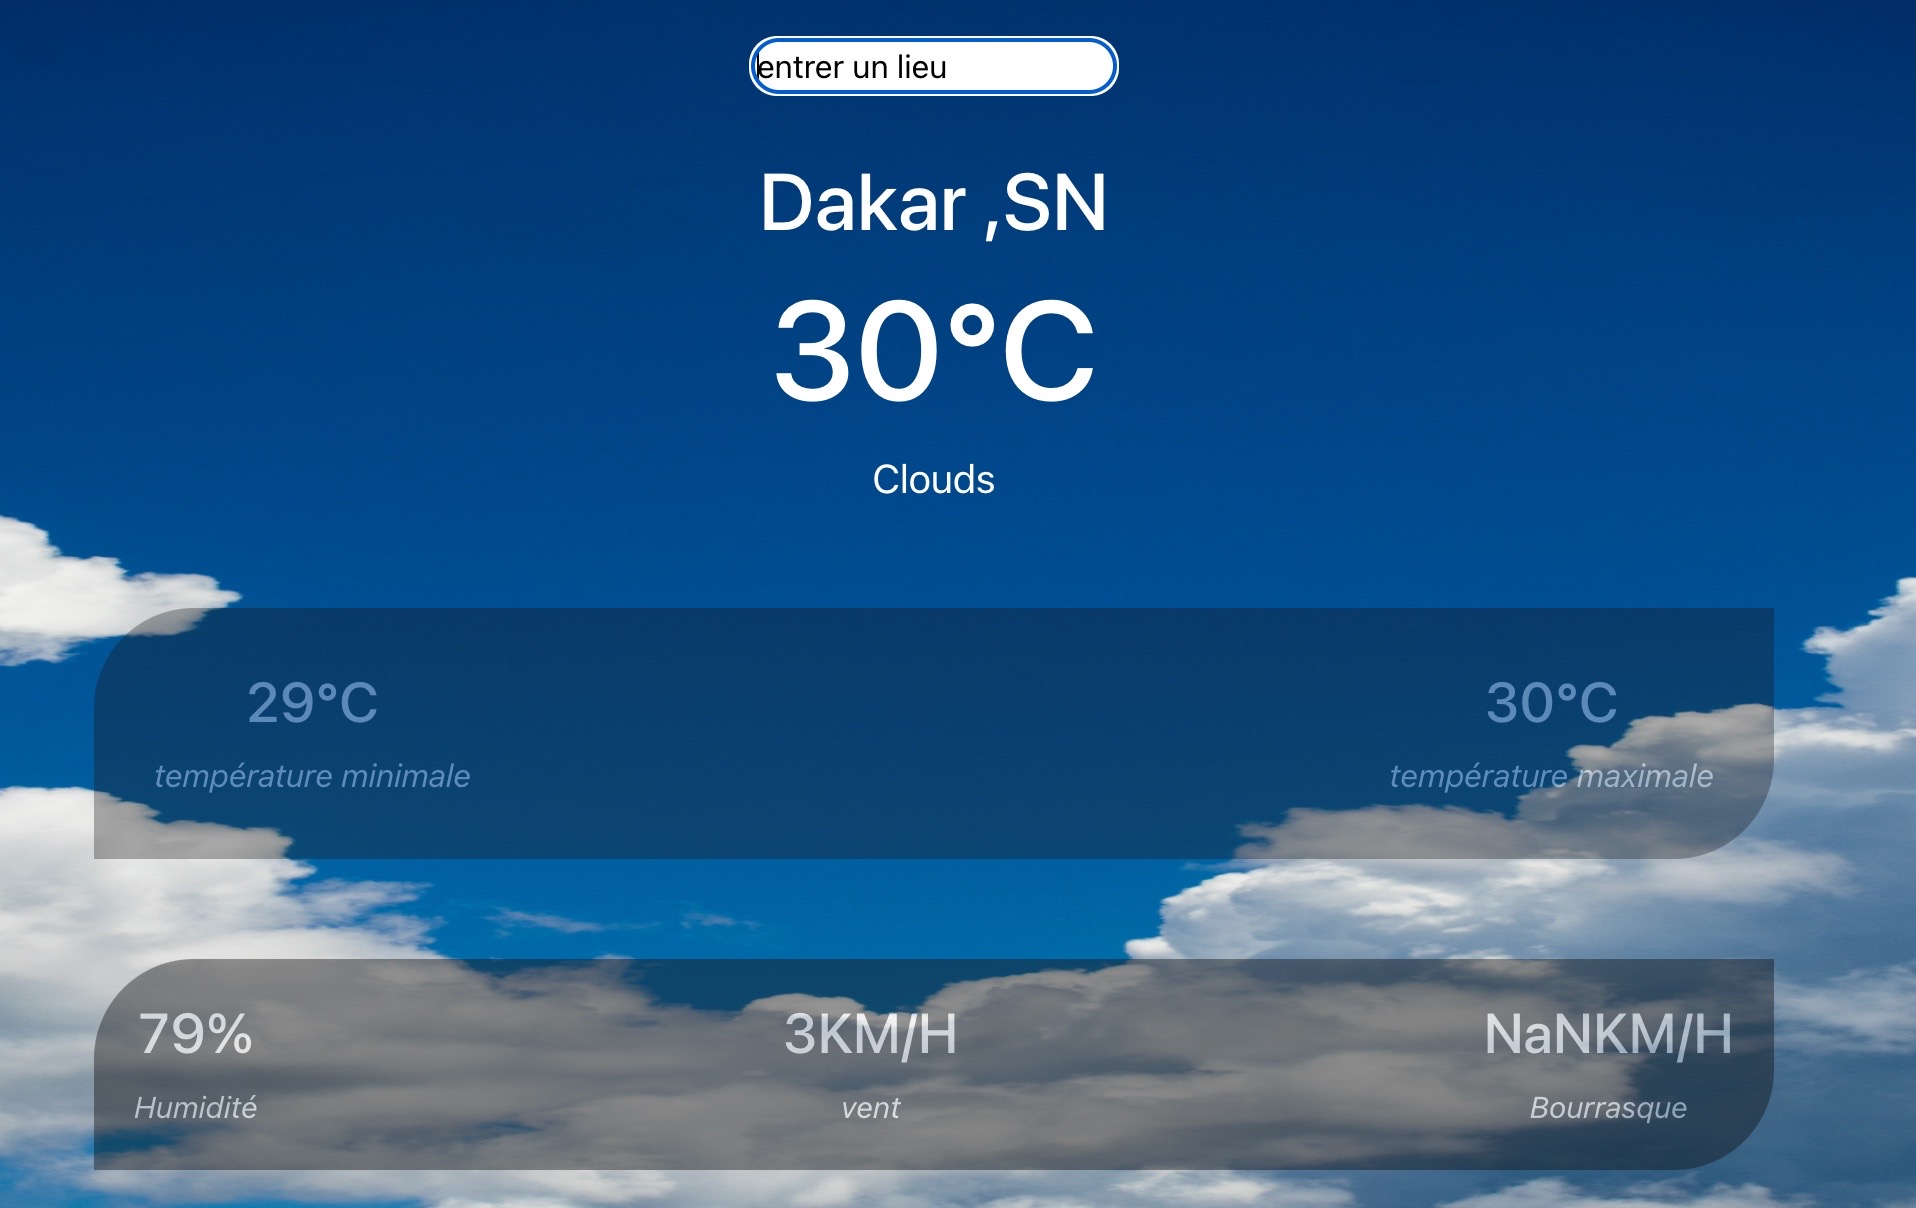 entrer un lieu
Dakar ,SN
30°C
Clouds
29°C
température minimale
30°C
température maximale
79%
Humidité
3KM/H
vent
NaNKM/H
Bourrasque